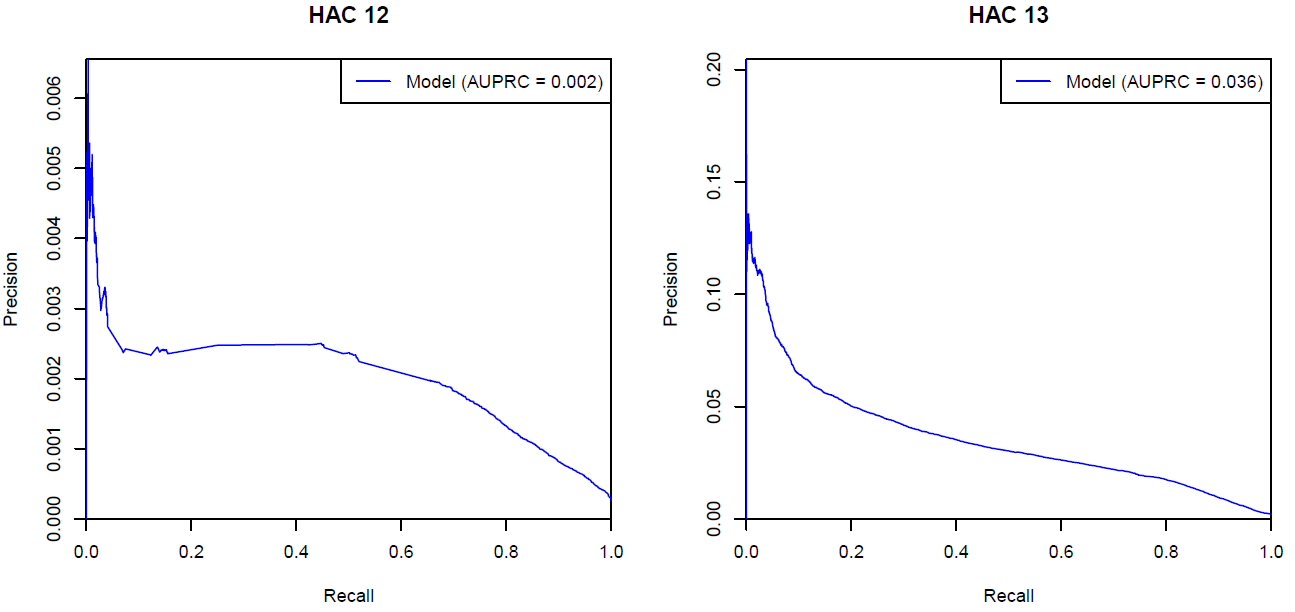 HAC 12
Model (AUPRC = 0.002)
Precision
0.006
0.005
0.004
0.003
0.002
0.001
0.000
0.0 0.2 0.4 0.6 0.8 1.0
Recall
HAC 13
Model (AUPRC = 0.036)
Precision
0.20
0.15
0.10
0.05
0.00
0.0 0.2 0.4 0.6 0.8 1.0
Recall